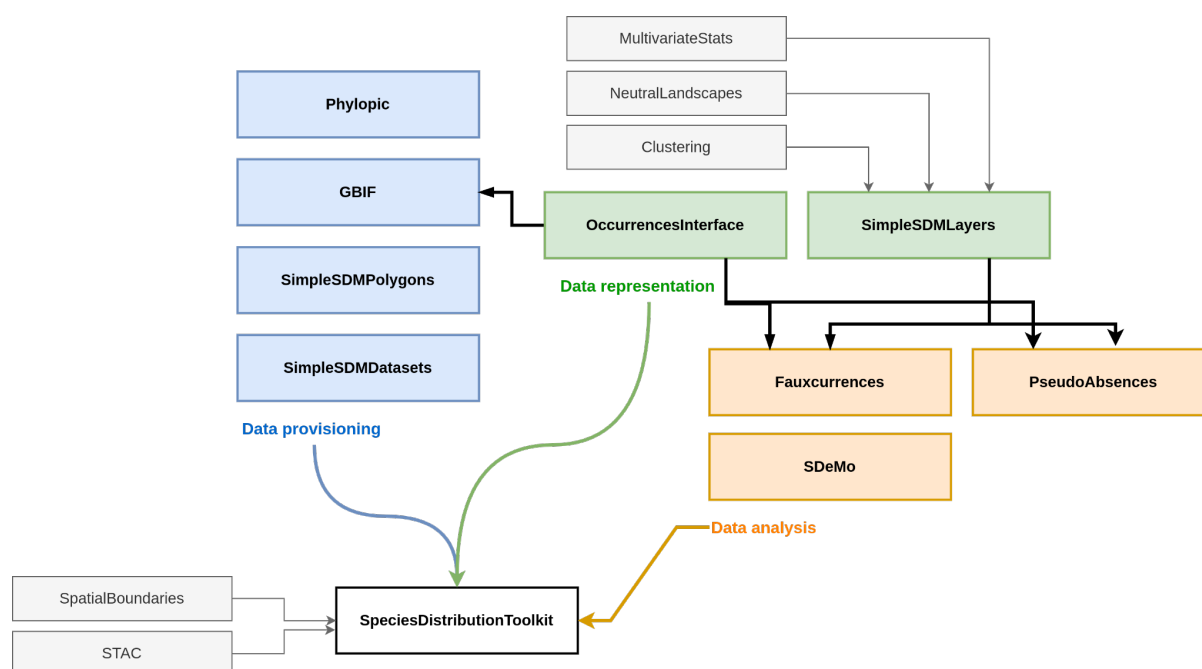 MultivariateStats
NeutralLandscapes
Clustering
Phylopic
GBIF
SimpleSDMPolygons
SimpleSDMDatasets
Data provisioning
OccurrencesInterface
SimpleSDMLayers
Data representation
Fauxcurrences
PseudoAbsences
SDeMo
Data analysis
SpatialBoundaries
STAC
SpeciesDistributionToolkit